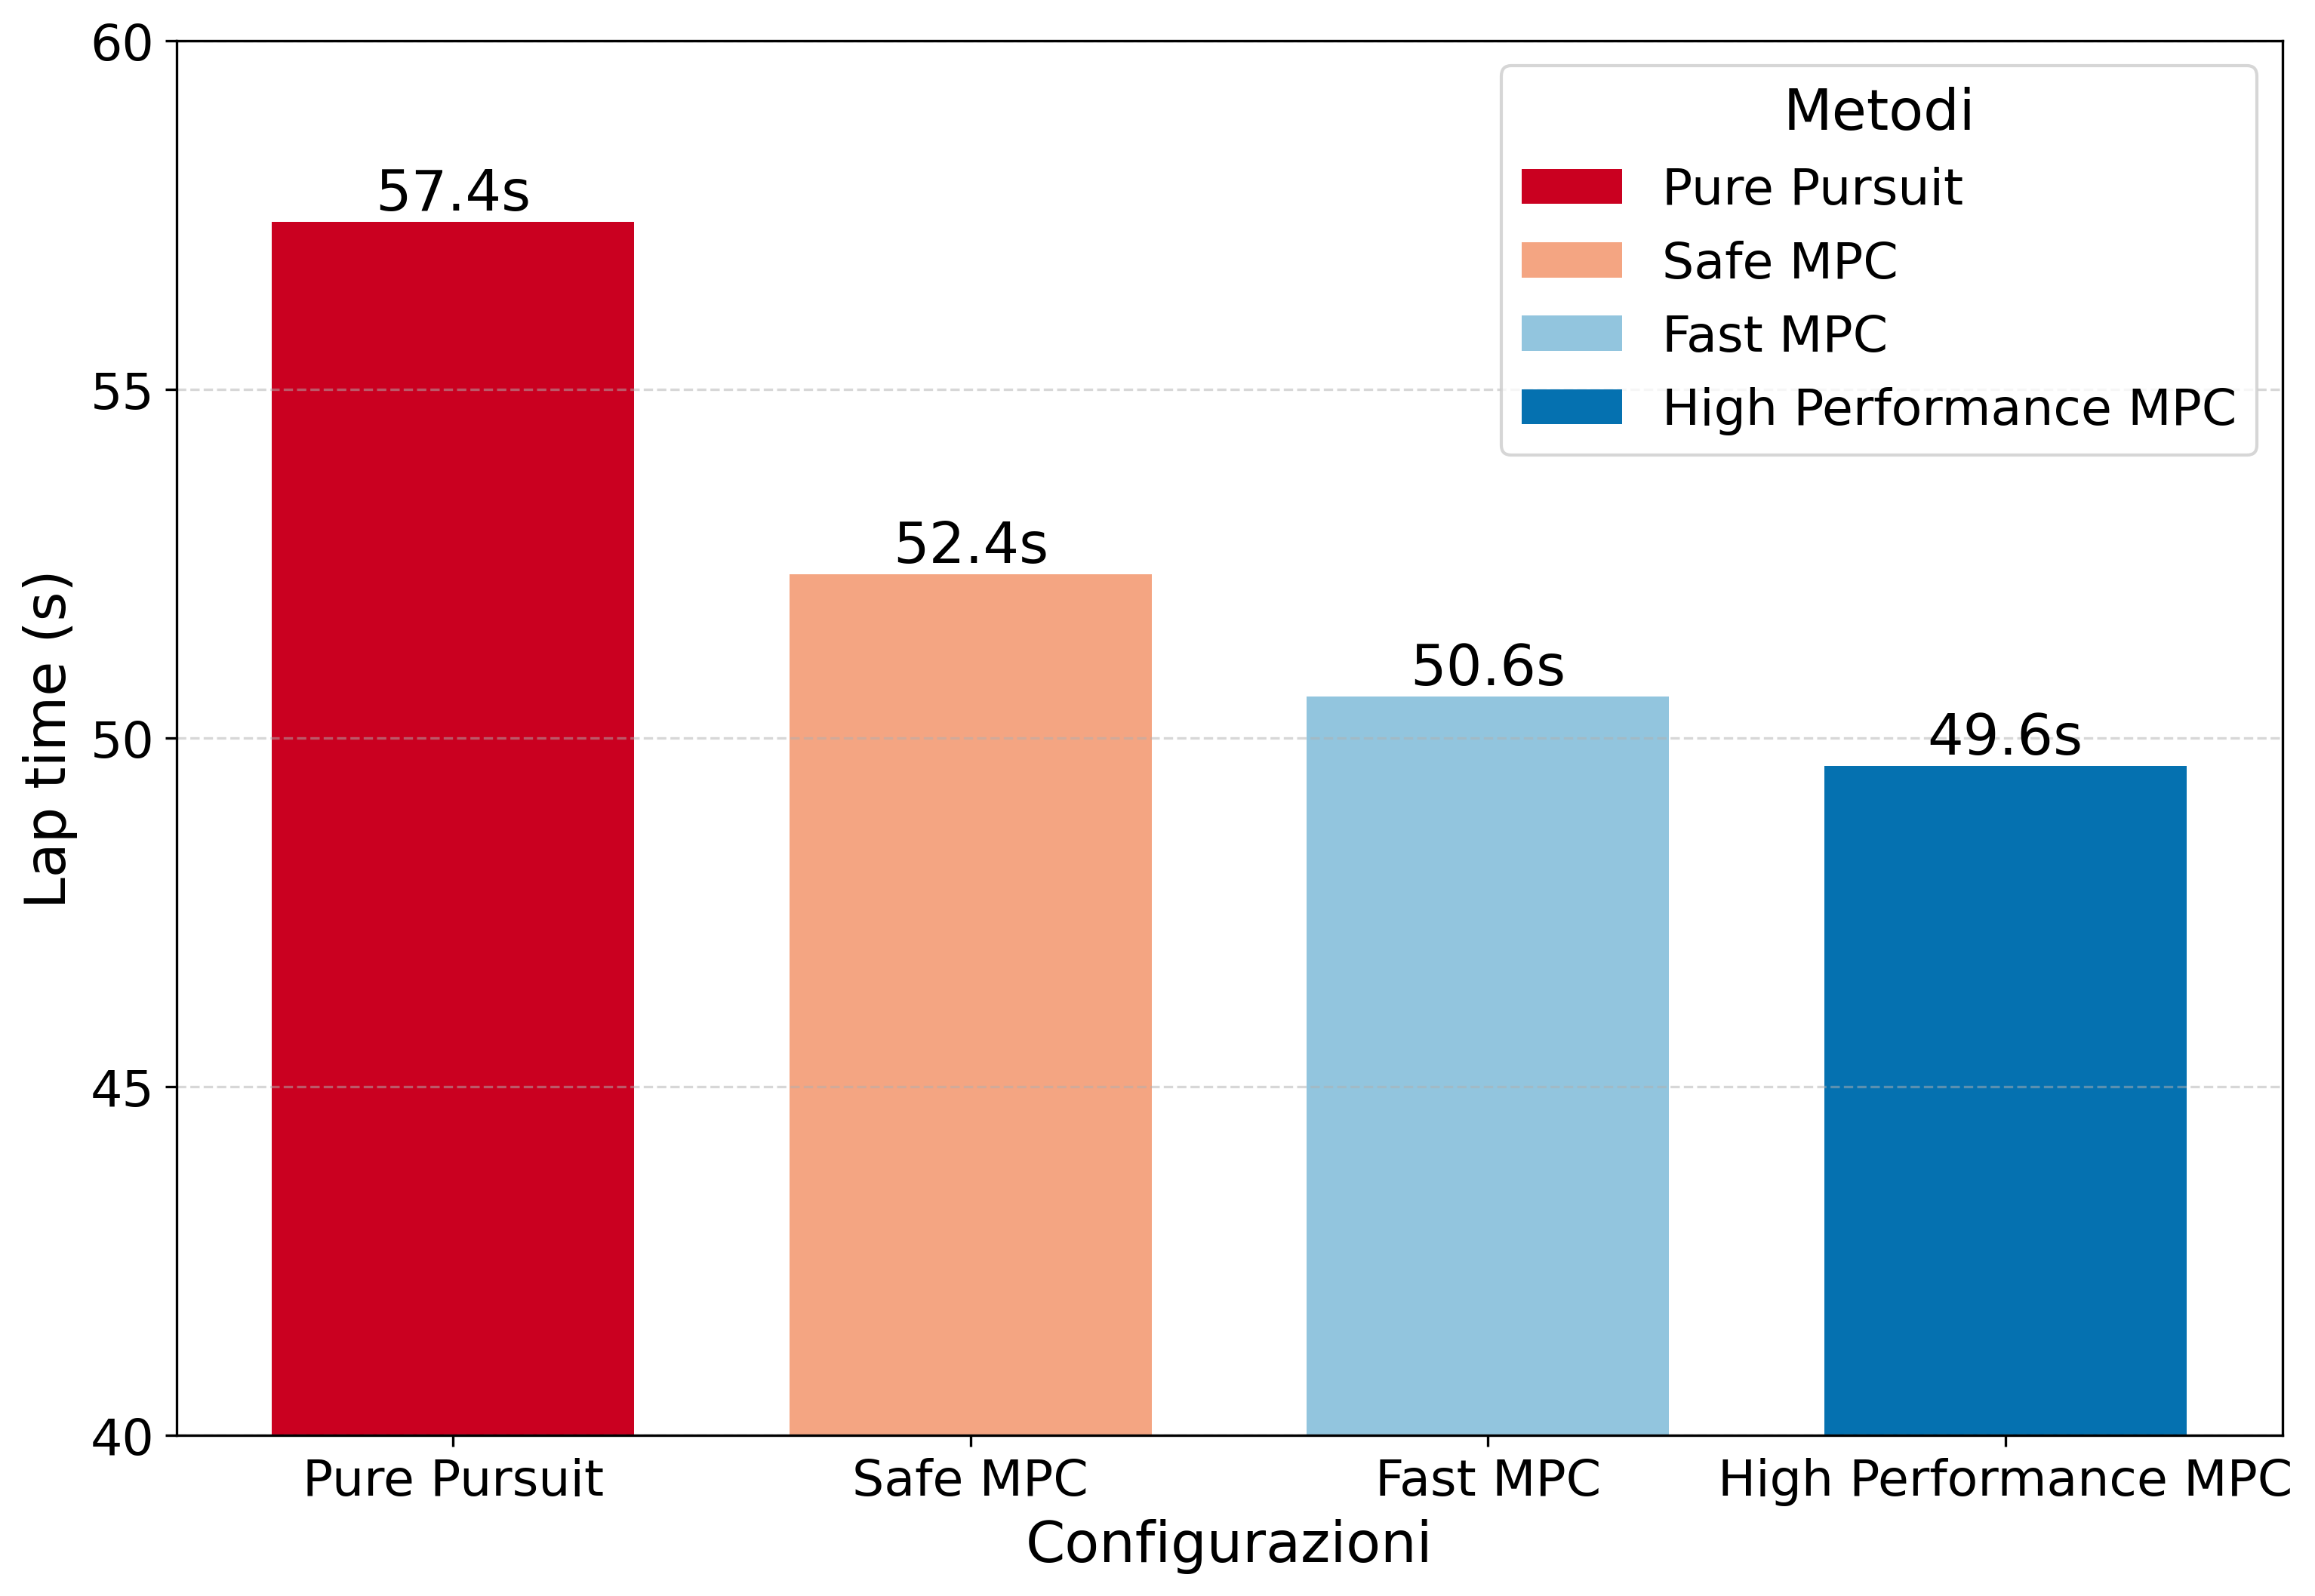 60
55
50
45
40
Lap time (s)
57.4s
52.4s
50.6s
49.6s
Metodi
Pure Pursuit
Safe MPC
Fast MPC
High Performance MPC
Pure Pursuit
Safe MPC
Fast MPC
High Performance MPC
Configurazioni